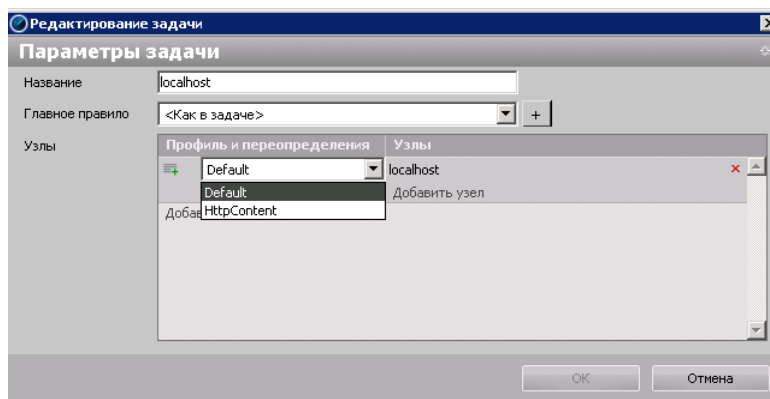 Редактирование задачи
Параметры задачи
Название localhost
Главное правило <Как в задаче> +
Узлы Профиль и переопределения Узлы
Default localhost
Default Добавить узел
HttpContent
OK Отмена